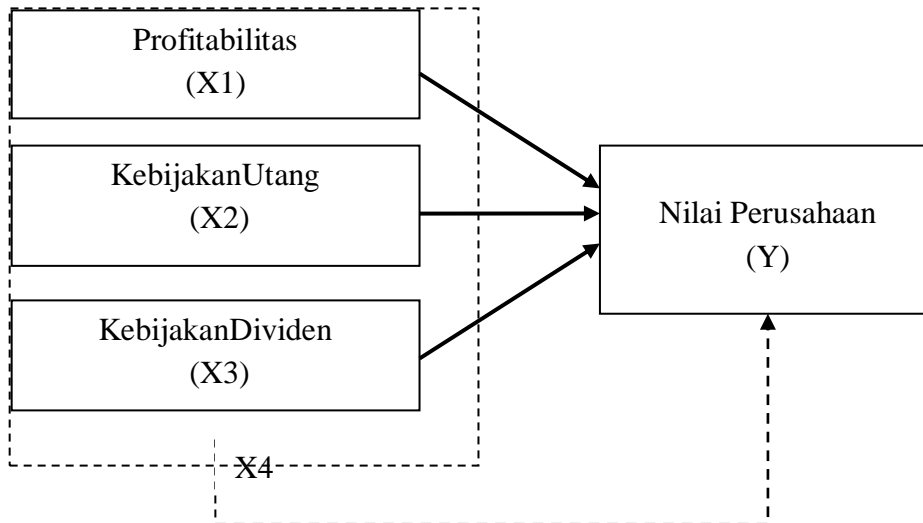 Profitabilitas
(X1)
KebijakanUtang
(X2)
KebijakanDividen
(X3)
X4
Nilai Perusahaan
(Y)